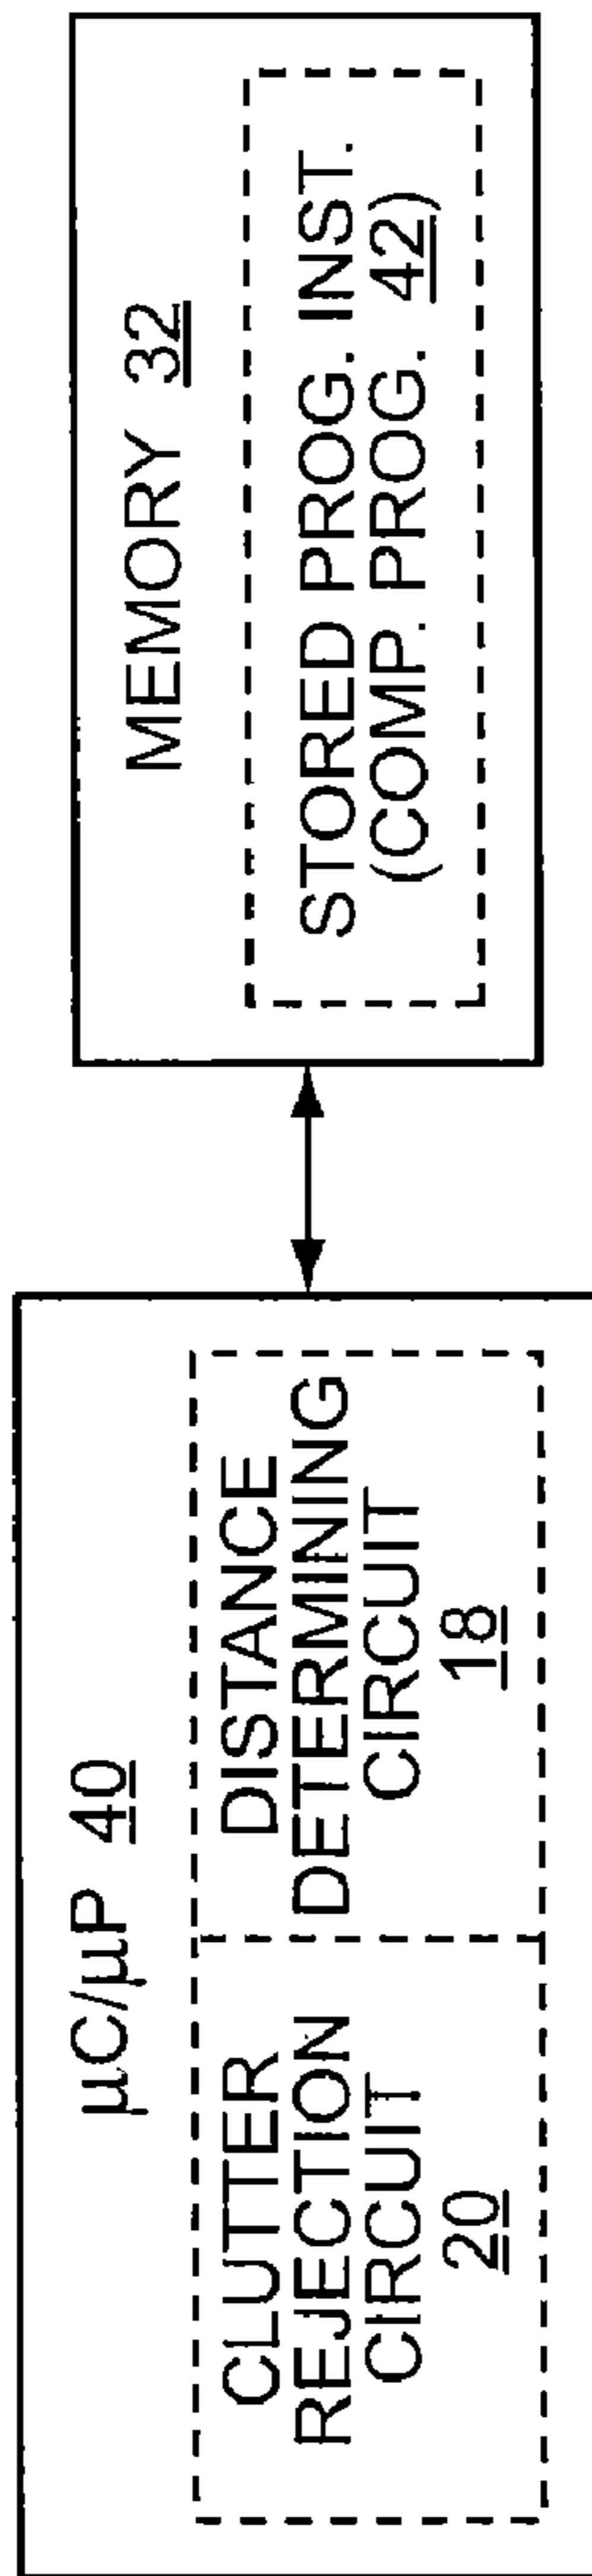 µC/µP 40
CLUTTER
REJECTION
CIRCUIT
20
DISTANCE
DETERMINING
CIRCUIT
18
MEMORY 32
STORED PROG. INST.
(COMP. PROG. 42)